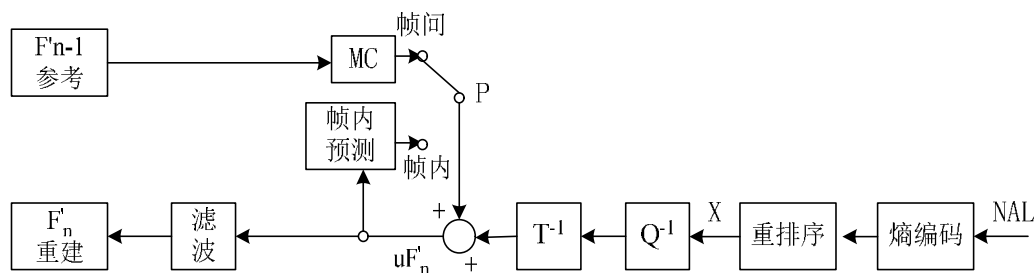 帧问
F'n-1
参考
MC
P
帧内
预测
帧内
+
F'n
重建
滤
波
uF'n
+
T-1
Q-1
X
重排序
熵编码
NAL